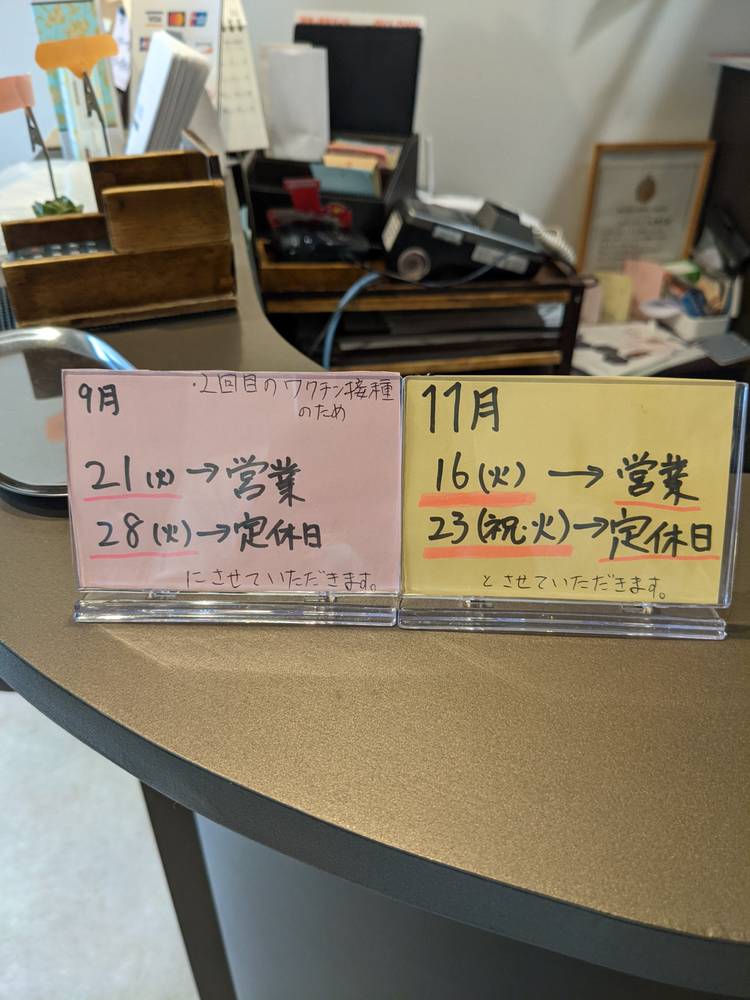 9月
・2回目のワクチン接種
のため
21(火)→営業
28(火)→定休日
にさせていただきます。
11月
16(火)→営業
23(祝・火)→定休日
とさせていただきます。
VISA